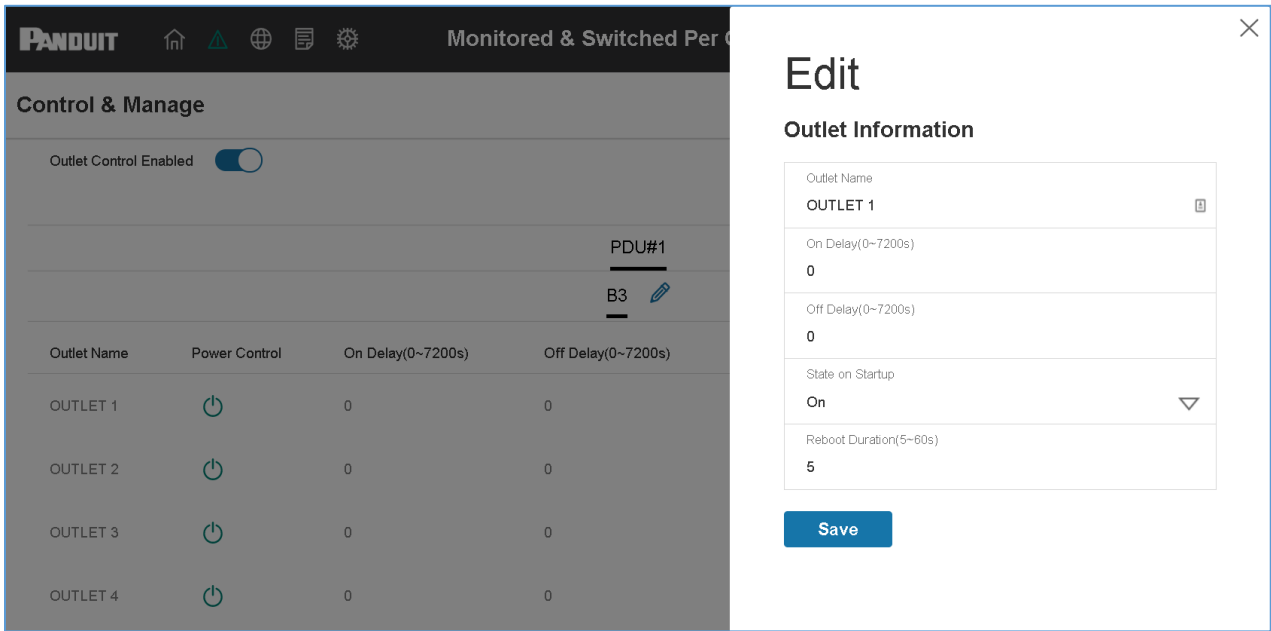 PANDUIT
Monitored & Switched Per
Control & Manage
Outlet Control Enabled
PDU#1
B3
Outlet Name Power Control On Delay(0~7200s) Off Delay(0~7200s)
OUTLET 1 0 0
OUTLET 2 0 0
OUTLET 3 0 0
OUTLET 4 0 0
Edit
Outlet Information
Outlet Name
OUTLET 1
On Delay(0~7200s)
0
Off Delay(0~7200s)
0
State on Startup
On
Reboot Duration(5~60s)
5
Save